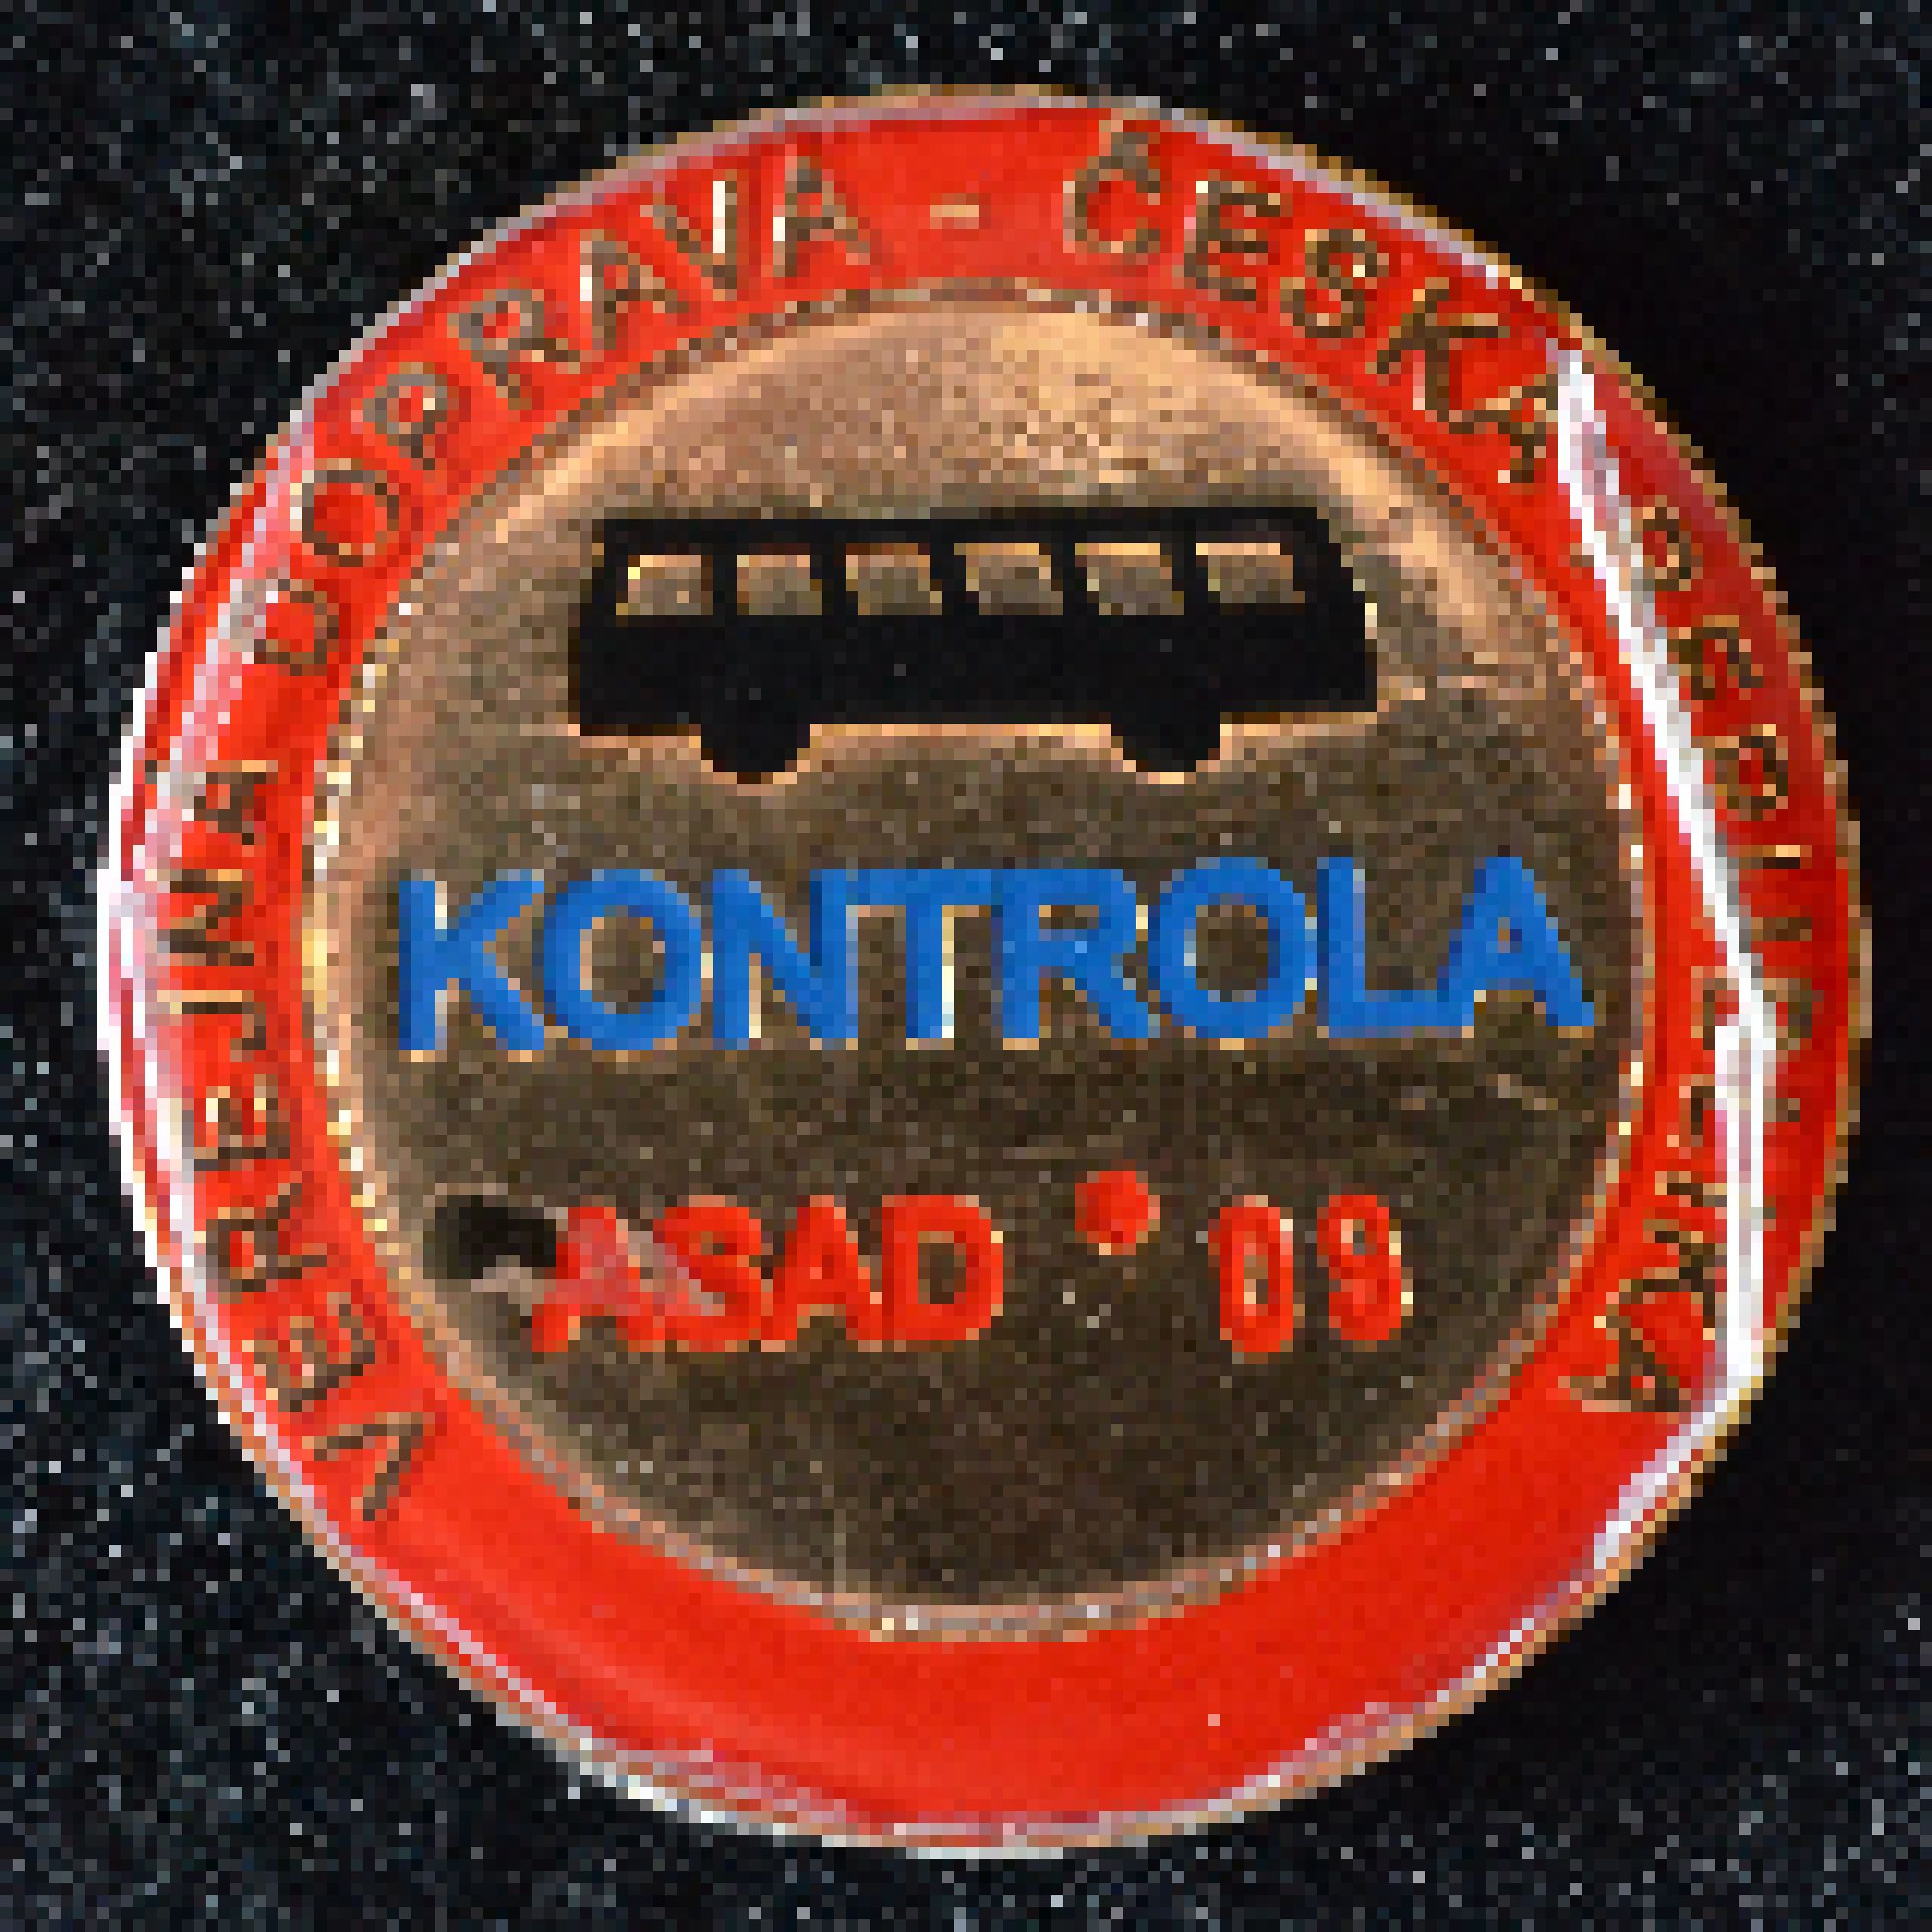 VEŘEJNÁ DOPRAVA - ČESKÁ REPUBLIKA
KONTROLA
ASAD • 09